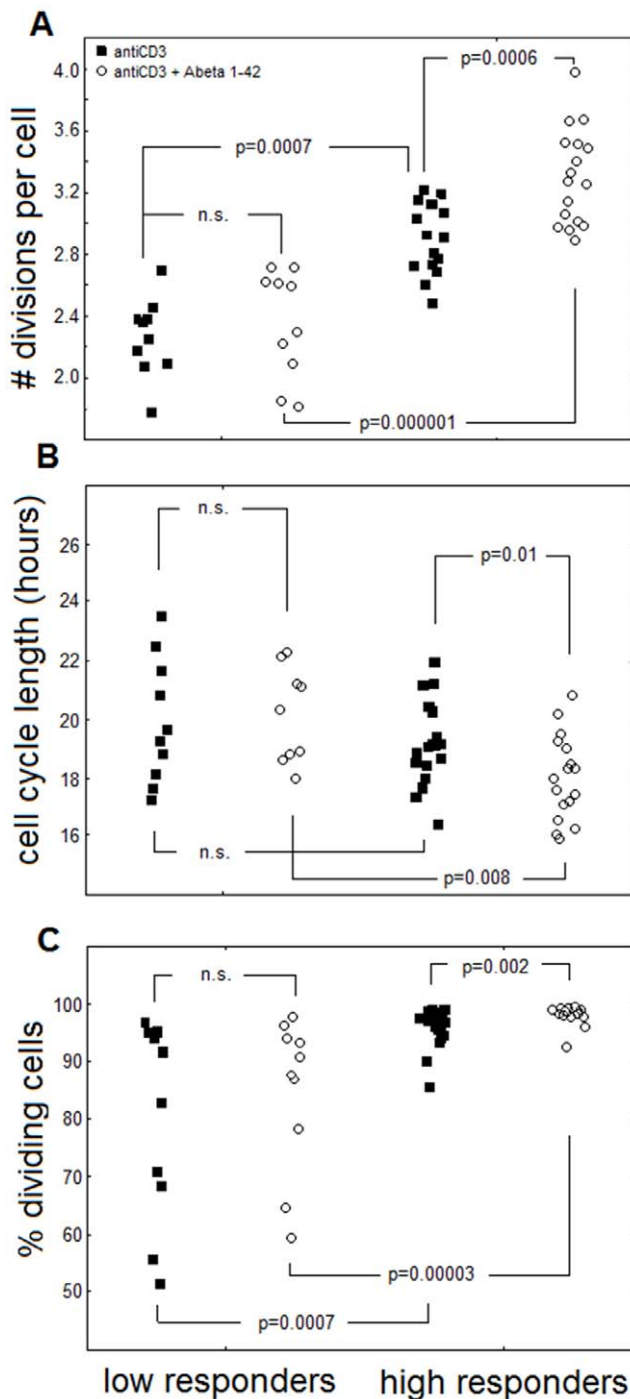 A
antiCD3
antiCD3 + Abeta 1-42
p=0.0006
p=0.0007
n.s.
p=0.000001
4.0
3.6
3.2
2.8
2.4
2.0
# divisions per cell
B
n.s.
p=0.01
n.s.
p=0.008
26
24
22
20
18
16
cell cycle length (hours)
C
n.s.
p=0.002
p=0.00003
p=0.0007
100
90
80
70
60
50
% dividing cells
low responders
high responders